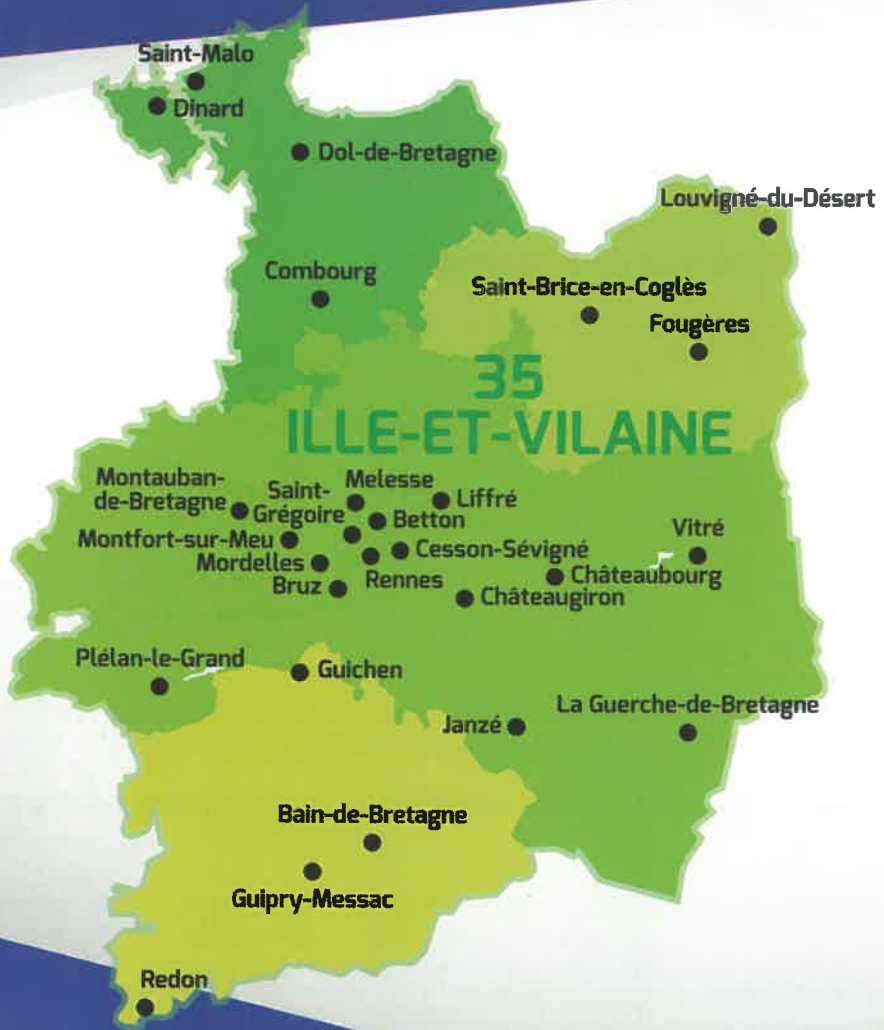 Saint-Malo
Dinard
Dol-de-Bretagne
Louvigné-du-Désert
Combourg
Saint-Brice-en-Coglès
Fougères
35
ILLE-ET-VILAINE
Montauban-
de-Bretagne
Saint-
Grégoire
Melesse
Liffré
Betton
Montfort-sur-Meu
Cesson-Sévigné
Vitré
Mordelles
Rennes
Châteaubourg
Bruz
Châteaugiron
Plélan-le-Grand
Guichen
La Guerche-de-Bretagne
Janzé
Bain-de-Bretagne
Guipry-Messac
Redon